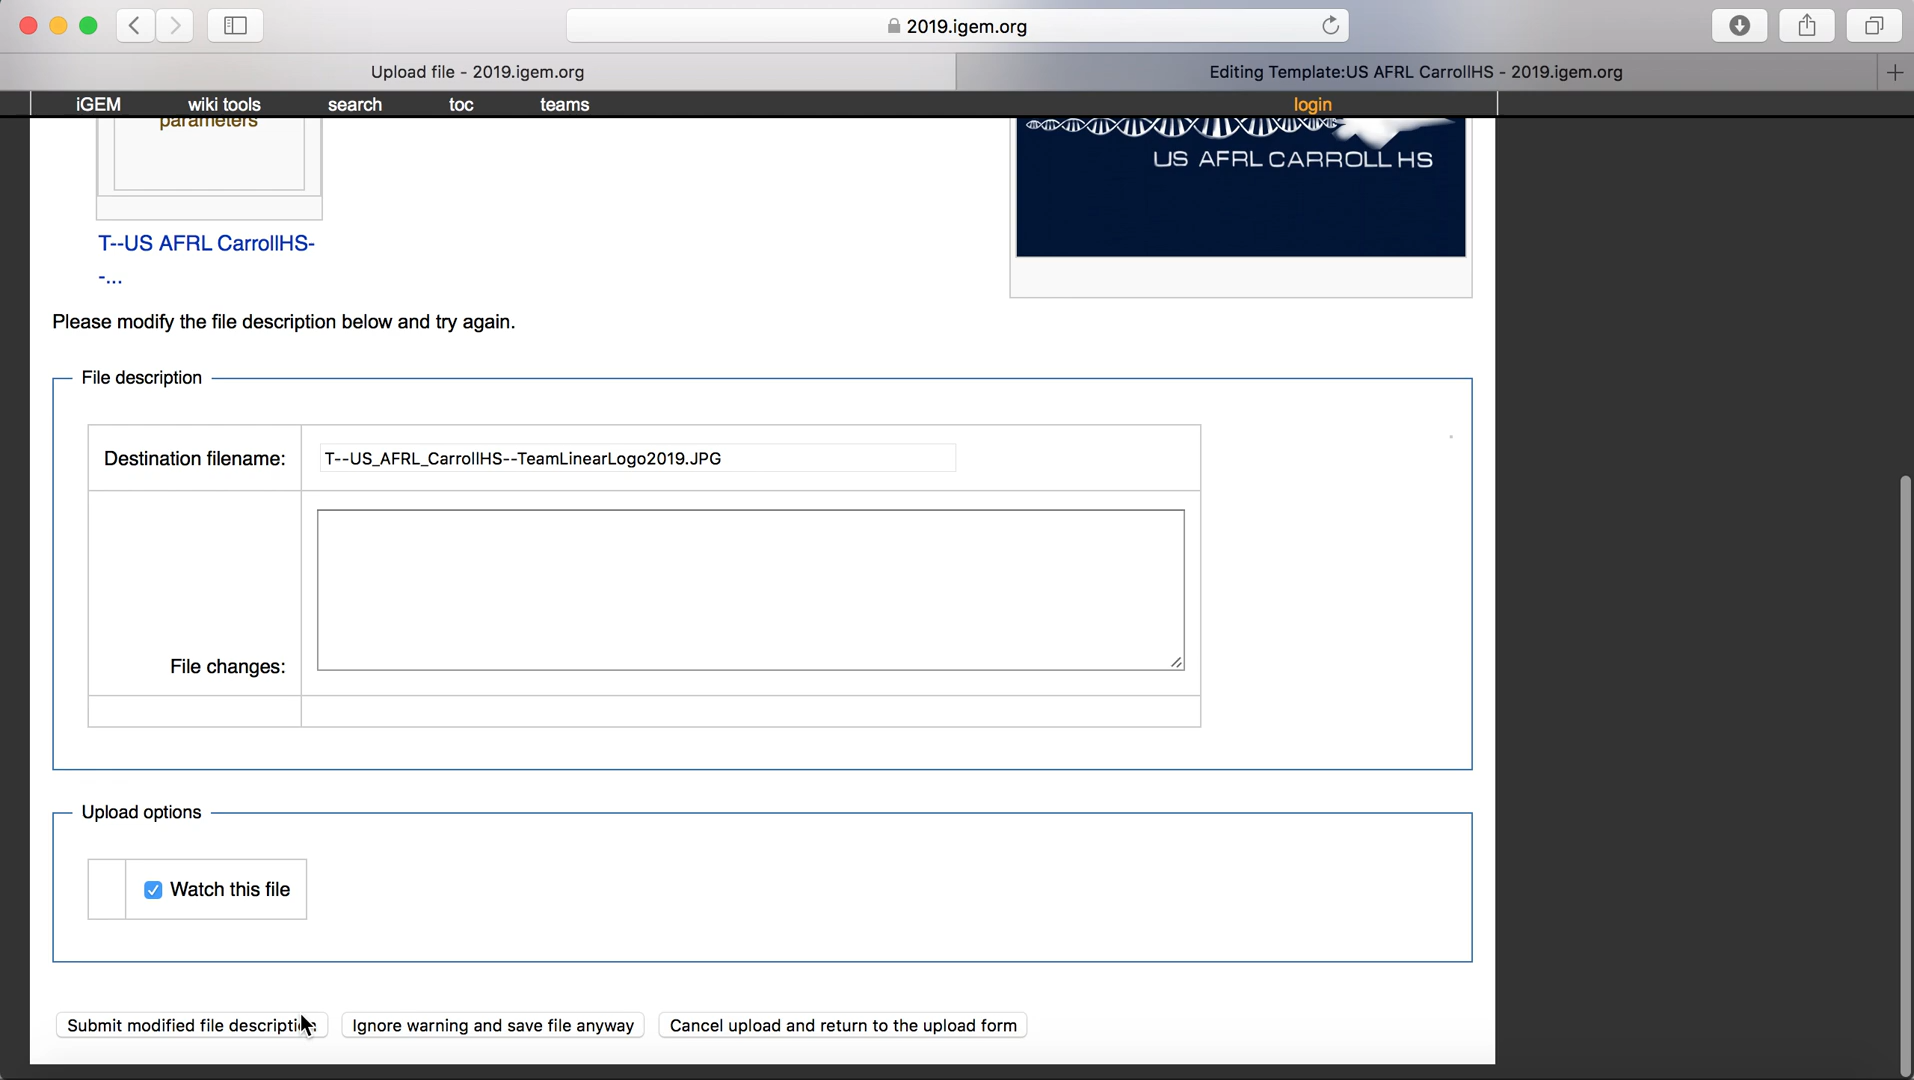 2019.igem.org
Upload file - 2019.igem.org
Editing Template:US AFRL CarrollHS - 2019.igem.org
iGEM wiki tools search toc teams login
parameters
US AFRL CARROLL HS
T--US AFRL CarrollHS-
-...
Please modify the file description below and try again.
File description
Destination filename: T--US_AFRL_CarrollHS--TeamLinearLogo2019.JPG
File changes:
Upload options
Watch this file
Submit modified file description Ignore warning and save file anyway Cancel upload and return to the upload form